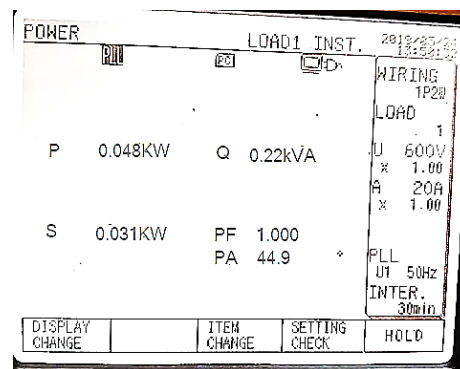 POWER
LOAD1 INST.
PC
WIRING
1P2W
LOAD
1
P 0.048KW Q 0.22kVA
U 600V
x 1.00
A 20A
x 1.00
S 0.031KW PF 1.000
PA 44.9 °
PLL
U1 50Hz
INTER.
30min
DISPLAY CHANGE
ITEM CHANGE
SETTING CHECK
HOLD